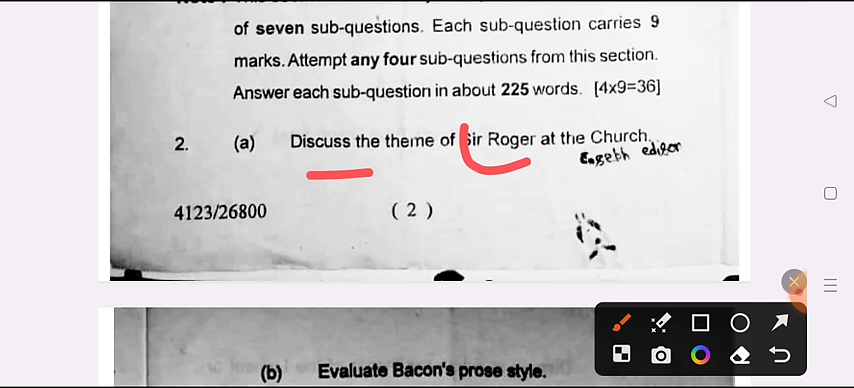 of seven sub-questions. Each sub-question carries 9
marks. Attempt any four sub-questions from this section.
Answer each sub-question in about 225 words. [4x9=36]
2. (a) Discuss the theme of Sir Roger at the Church.
4123/26800 ( 2 )
(b) Evaluate Bacon's prose style.